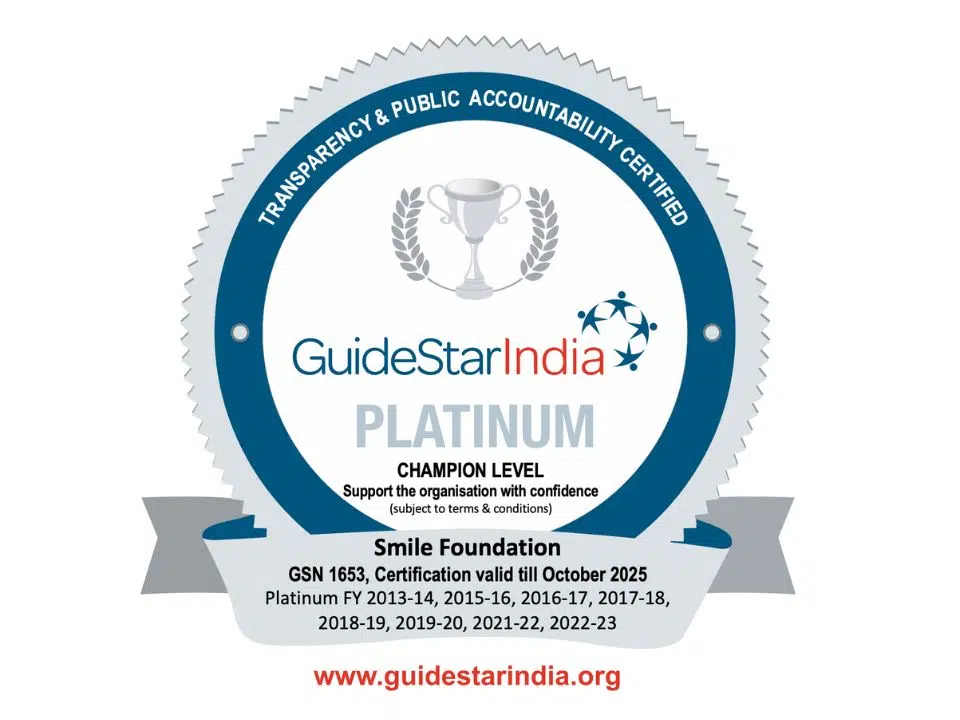 TRANSPARENCY & PUBLIC ACCOUNTABILITY CERTIFIED
GuideStarIndia
PLATINUM
CHAMPION LEVEL
Support the organisation with confidence
(subject to terms & conditions)
Smile Foundation
GSN 1653, Certification valid till October 2025
Platinum FY 2013-14, 2015-16, 2016-17, 2017-18,
2018-19, 2019-20, 2021-22, 2022-23
www.guidestarindia.org